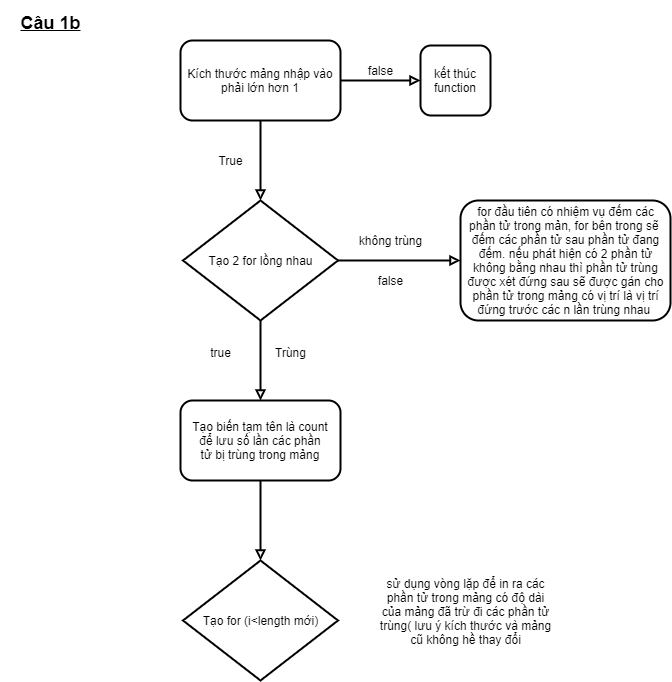 Câu 1b
Kích thước mảng nhập vào
phải lớn hơn 1
false
kết thúc
function
True
Tạo 2 for lồng nhau
không trùng
false
for đầu tiên có nhiệm vụ đếm các
phần tử trong mản, for bên trong sẽ
đếm các phần tử sau phần tử đang
đếm. nếu phát hiện có 2 phần tử
không bằng nhau thì phần tử trùng
được xét đứng sau sẽ được gán cho
phần tử trong mảng có vị trí là vị trí
đứng trước các n lần trùng nhau
true
Trùng
Tạo biến tạm tên là count
để lưu số lần các phần
tử bị trùng trong mảng
Tạo for (i<length mới)
sử dụng vòng lặp để in ra các
phần tử trong mảng có độ dài
của mảng đã trừ đi các phần tử
trùng( lưu ý kích thước và mảng
cũ không hề thay đổi